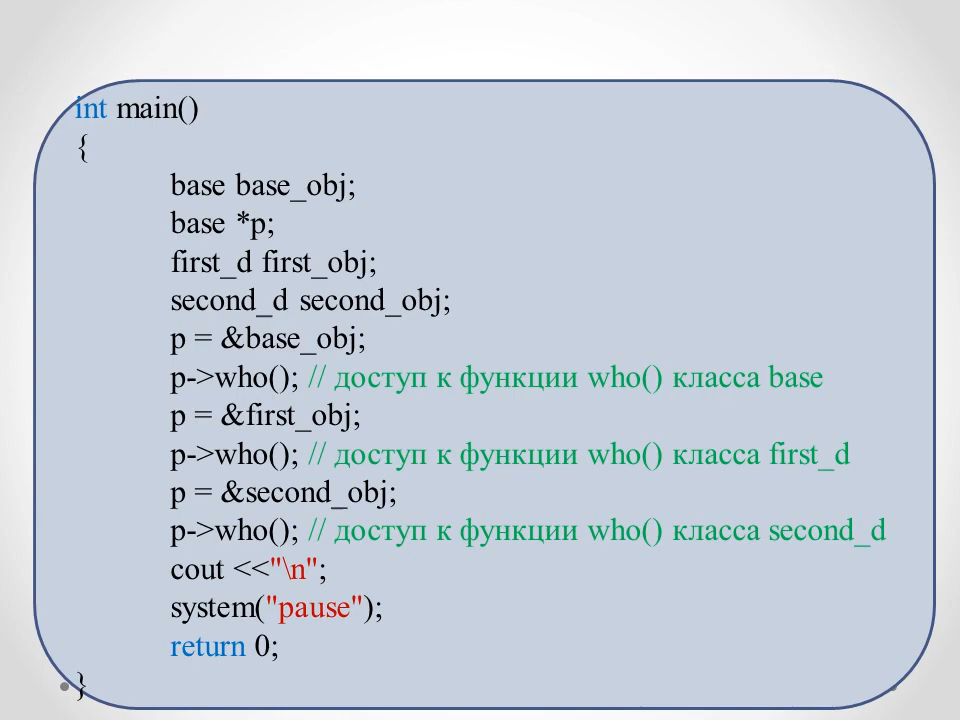 int main()
{
base base_obj;
base *p;
first_d first_obj;
second_d second_obj;
p = &base_obj;
p->who(); // доступ к функции who() класса base
p = &first_obj;
p->who(); // доступ к функции who() класса first_d
p = &second_obj;
p->who(); // доступ к функции who() класса second_d
cout <<"\n";
system("pause");
return 0;
}